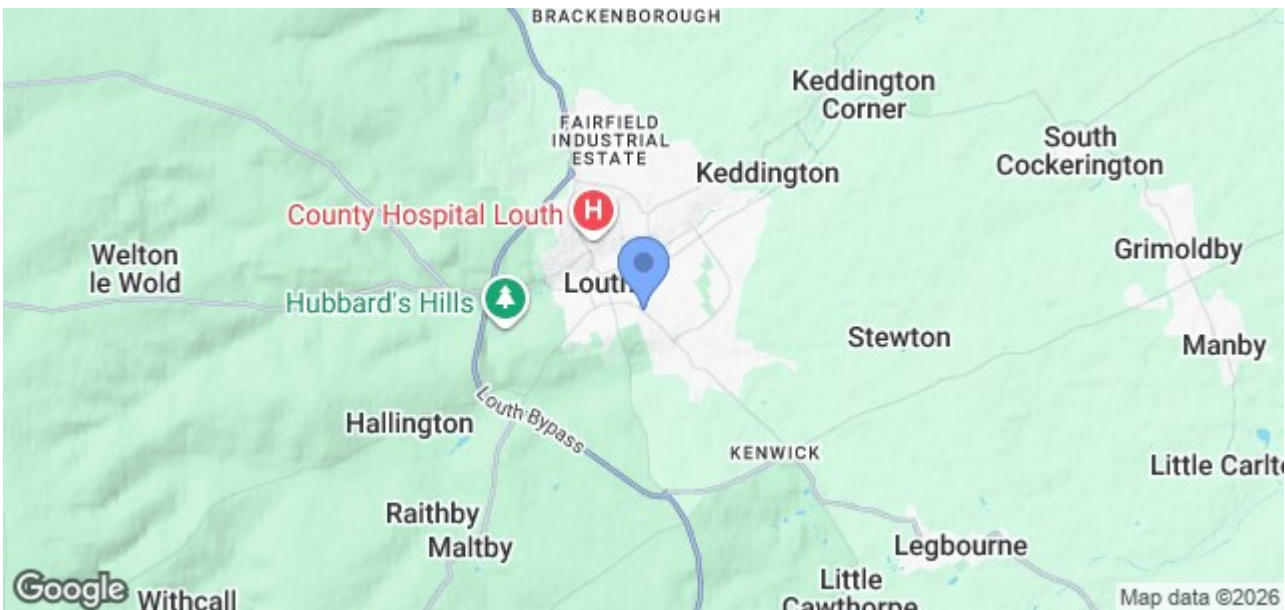 BRACKENBOROUGH
Keddington
Corner
FAIRFIELD
INDUSTRIAL
ESTATE
South
Cockerington
Keddington
County Hospital Louth
H
Welton
le Wold
Grimoldby
Louth
Hubbard's Hills
Stewton
Manby
Hallington
Louth Bypass
KENWICK
Little Carlt
Raithby
Maltby
Legbourne
Little
Cawthorpe
Withcall
Google
Map data ©2026